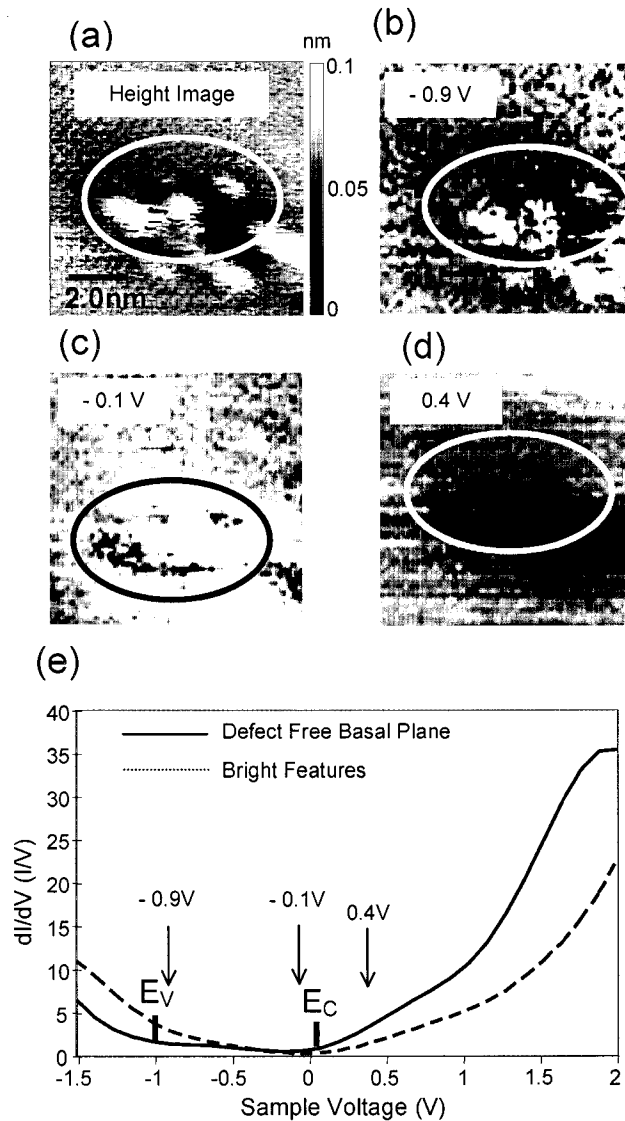 (a)
nm
(b)
Height Image
0.1
0.05
0
2.0nm
- 0.9 V
(c)
(d)
- 0.1 V
0.4 V
(e)
40
35
30
25
20
15
10
5
0
dI/dV (I/V)
Defect Free Basal Plane
Bright Features
- 0.9V
- 0.1V
0.4V
EV
EC
-1.5
-1
-0.5
0
0.5
1
1.5
2
Sample Voltage (V)